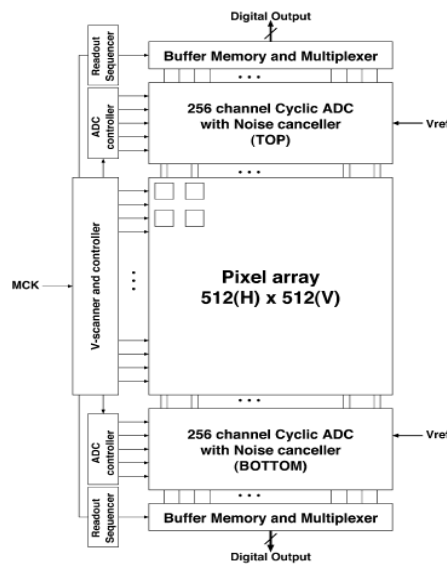 Digital Output
Readout
Sequencer
Buffer Memory and Multiplexer
ADC
controller
256 channel Cyclic ADC
with Noise canceller
(TOP)
Vref
V-scanner and controller
MCK
Pixel array
512(H) x 512(V)
ADC
controller
256 channel Cyclic ADC
with Noise canceller
(BOTTOM)
Vref
Readout
Sequencer
Buffer Memory and Multiplexer
Digital Output